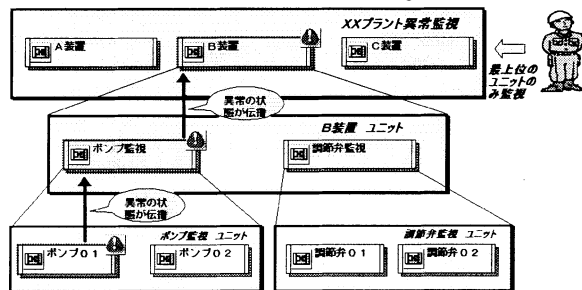 XXプラント異常監視
A装置
B装置
C装置
最上位の
ユニットの
み監視
異常の状
態が伝播
B装置 ユニット
ポンプ監視
調節弁監視
異常の状
態が伝播
ポンプ監視 ユニット
調節弁監視 ユニット
ポンプ01
ポンプ02
調節弁01
調節弁02